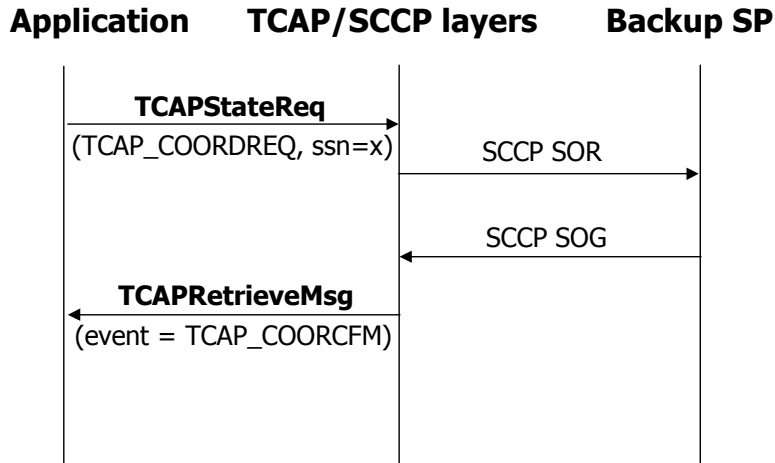 Application TCAP/SCCP layers Backup SP
TCAPStateReq
(TCAP_COORDREQ, ssn=x)
SCCP SOR
SCCP SOG
TCAPRetrieveMsg
(event = TCAP_COORCFM)